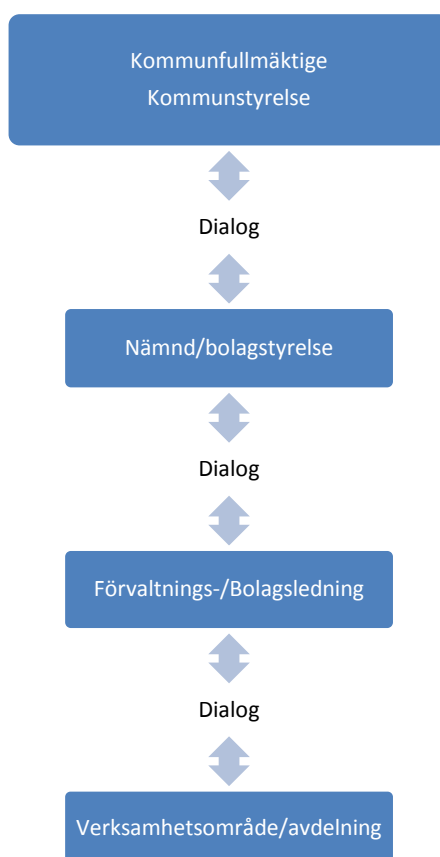 Kommunfullmäktige
Kommunstyrelse
Dialog
Nämnd/bolagstyrelse
Dialog
Förvaltnings-/Bolagsledning
Dialog
Verksamhetsområde/avdelning